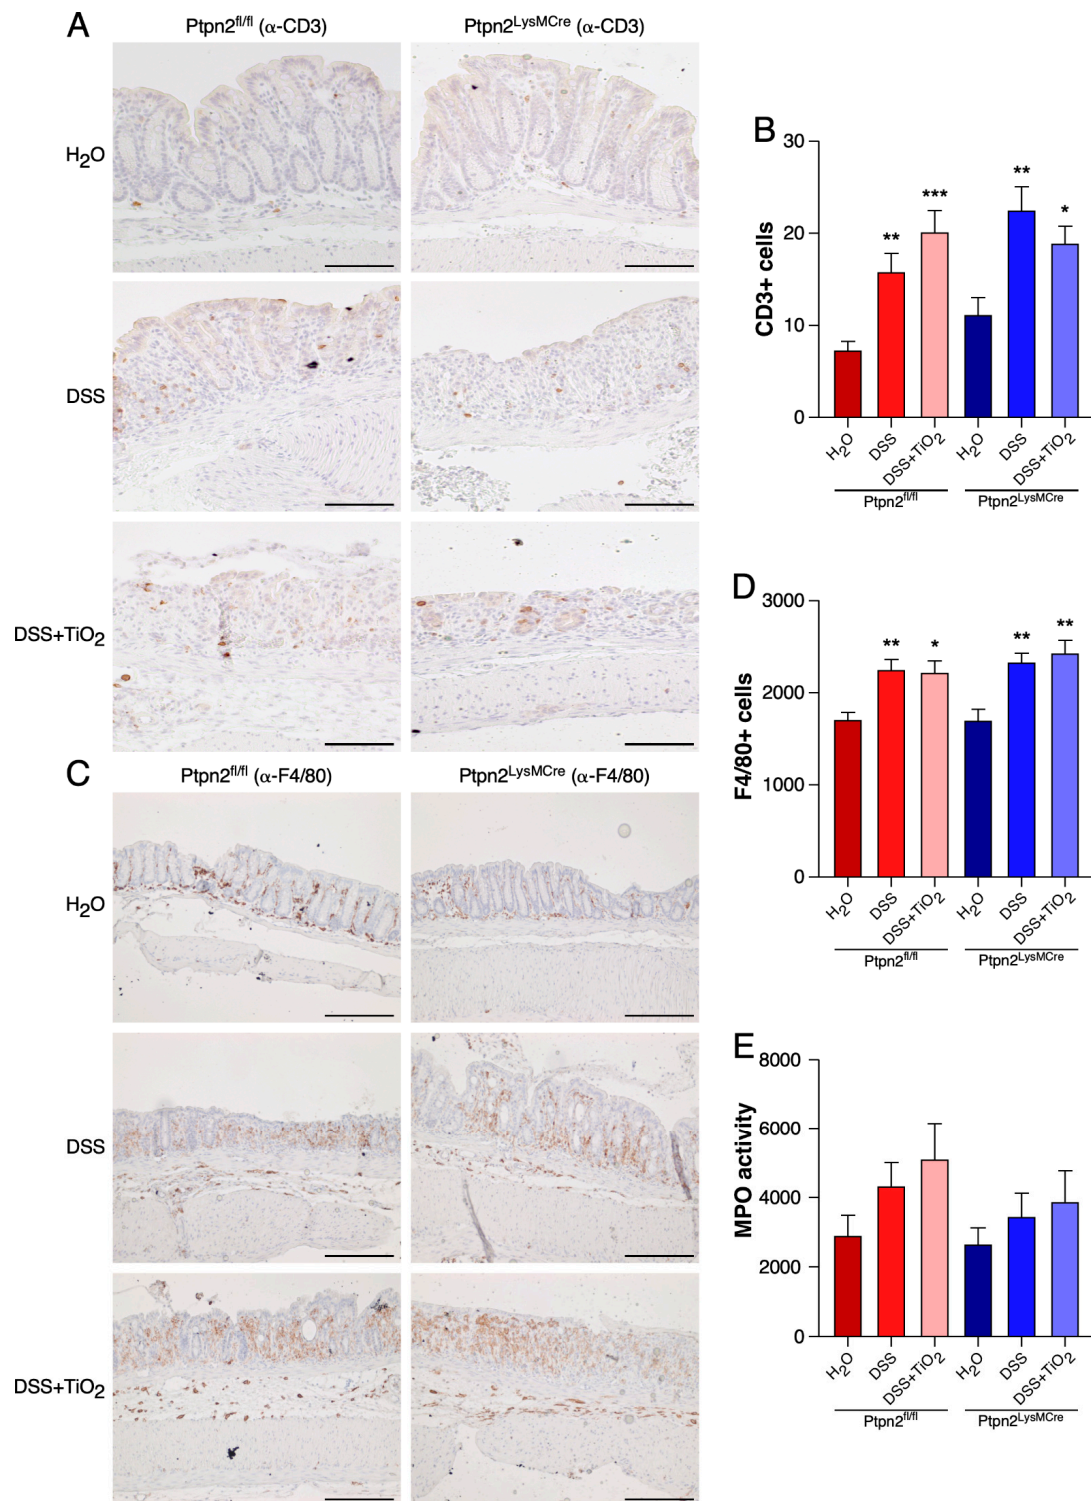 A
Ptpn2fl/fl (α-CD3)
Ptpn2LysMCre (α-CD3)
H2O
DSS
DSS+TiO2
B
CD3+ cells
30
20
10
0
**
***
**
*
H2O
DSS
DSS+TiO2
H2O
DSS
DSS+TiO2
Ptpn2fl/fl
Ptpn2LysMCre
C
Ptpn2fl/fl (α-F4/80)
Ptpn2LysMCre (α-F4/80)
H2O
DSS
DSS+TiO2
D
F4/80+ cells
3000
2000
1000
0
**
*
**
**
H2O
DSS
DSS+TiO2
H2O
DSS
DSS+TiO2
Ptpn2fl/fl
Ptpn2LysMCre
E
MPO activity
8000
6000
4000
2000
0
H2O
DSS
DSS+TiO2
H2O
DSS
DSS+TiO2
Ptpn2fl/fl
Ptpn2LysMCre